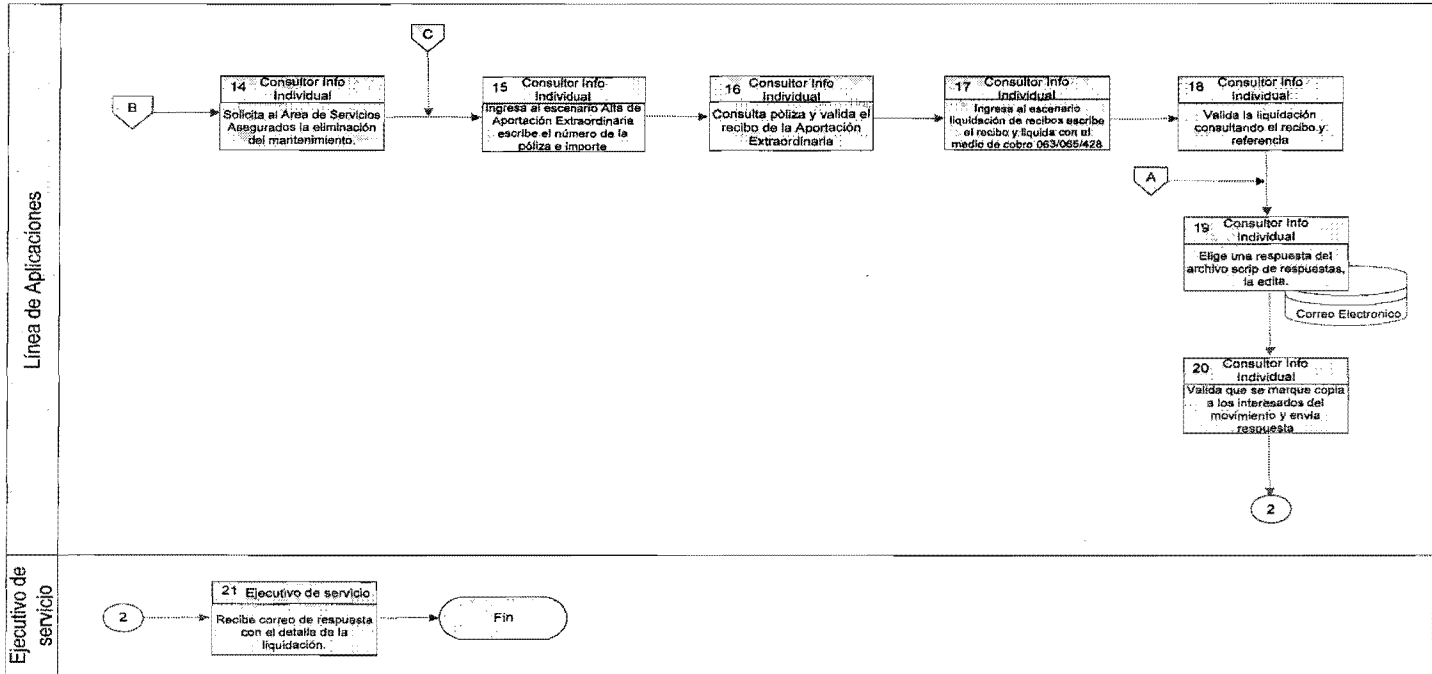 Línea de Aplicaciones
C
B
14 Consultor Info
Individual
Solicita al Area de Servicios
Asegurados la eliminación
del mantenimiento.
15 Consultor Info
Individual
Ingresa al escenario Alta de
Aportación Extraordinaria
escribe el número de la
póliza e importe
16 Consultor Info
Individual
Consulta póliza y valida el
recibo de la Aportación
Extraordinaria
17 Consultor Info
Individual
Ingresa al escenario
liquidación de recibos escribe
el recibo y liquida con el
medio de cobro 063/065/428
18 Consultor Info
Individual
Valida la liquidación
consultando el recibo y
referencia
A
19 Consultor Info
Individual
Elige una respuesta del
archivo scrip de respuestas,
la edita.
Correo Electronico
20 Consultor Info
Individual
Valida que se marque copia
a los interesados del
movimiento y envia
respuesta
2
Ejecutivo de
servicio
2
21 Ejecutivo de servicio
Recibe correo de respuesta
con el detalle de la
liquidación.
Fin